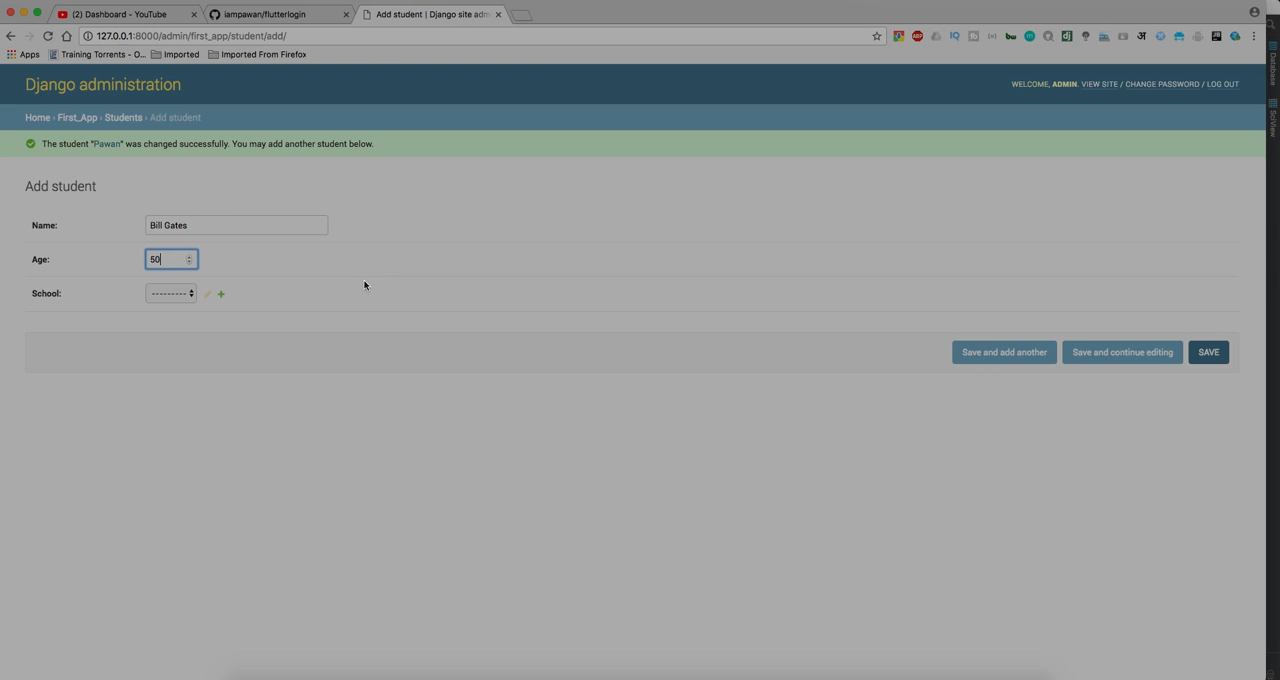 (2) Dashboard - YouTube
iampawan/flutterlogin
Add student | Django site adm
127.0.0.1:8000/admin/first_app/student/add/
Apps
Training Torrents - O...
Imported
Imported From Firefox
Database
SciView
Django administration
WELCOME, ADMIN. VIEW SITE / CHANGE PASSWORD / LOG OUT
Home › First_App › Students › Add student
The student "Pawan" was changed successfully. You may add another student below.
Add student
Name: Bill Gates
Age: 50
School: ---------
Save and add another
Save and continue editing
SAVE